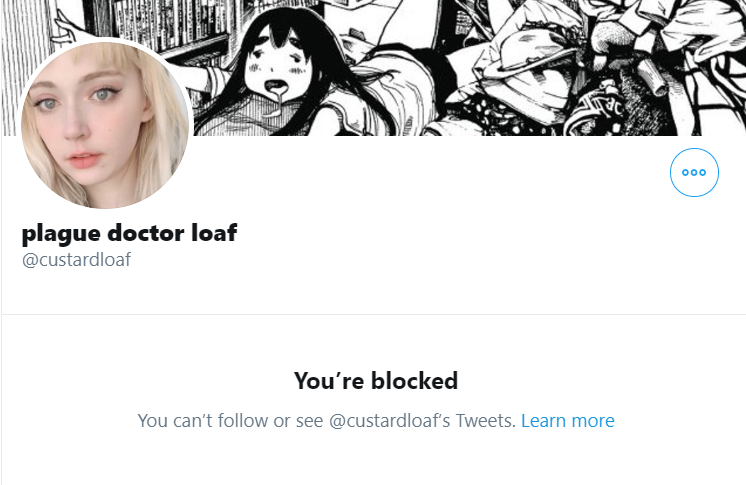 plague doctor loaf
@custardloaf
You’re blocked
You can’t follow or see @custardloaf’s Tweets. Learn more